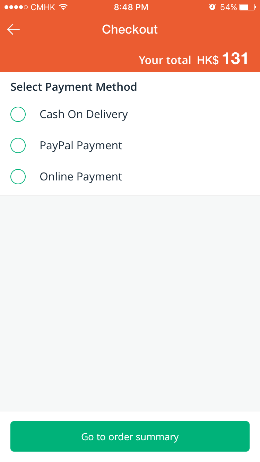 CMHK 8:48 PM 54%
Checkout
Your total HK$ 131
Select Payment Method
Cash On Delivery
PayPal Payment
Online Payment
Go to order summary